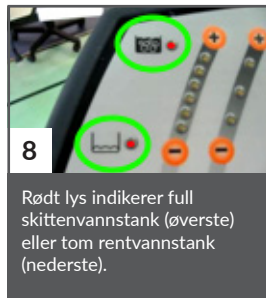 8
Rødt lys indikerer full
skittenvannstank (øverste)
eller tom rentvannstank
(nederste).